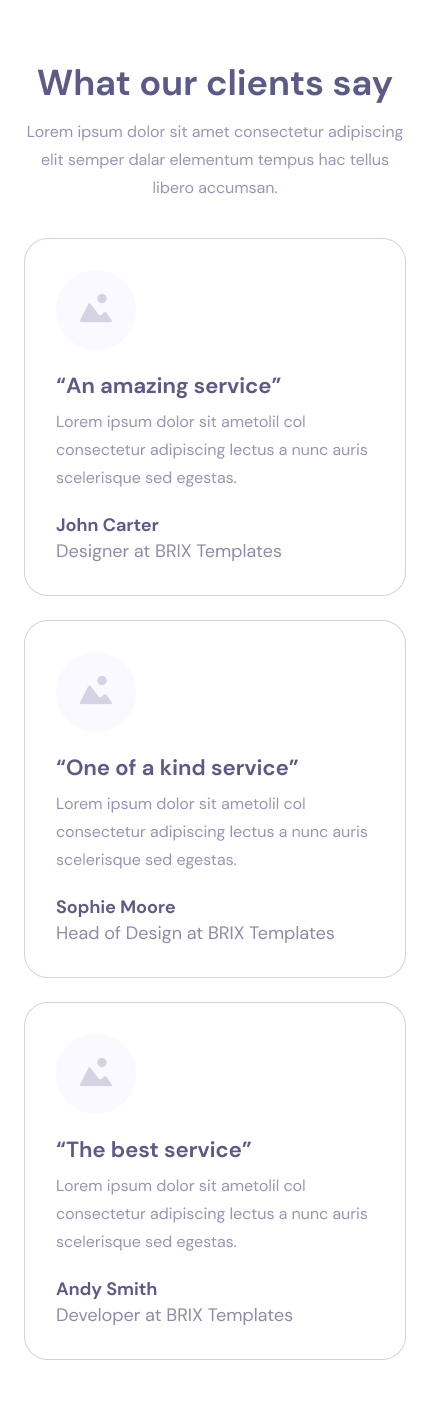 What our clients say
Lorem ipsum dolor sit amet consectetur adipiscing
elit semper dalar elementum tempus hac tellus
libero accumsan.
“An amazing service”
Lorem ipsum dolor sit ametolil col
consectetur adipiscing lectus a nunc auris
scelerisque sed egestas.
John Carter
Designer at BRIX Templates
“One of a kind service”
Lorem ipsum dolor sit ametolil col
consectetur adipiscing lectus a nunc auris
scelerisque sed egestas.
Sophie Moore
Head of Design at BRIX Templates
“The best service”
Lorem ipsum dolor sit ametolil col
consectetur adipiscing lectus a nunc auris
scelerisque sed egestas.
Andy Smith
Developer at BRIX Templates